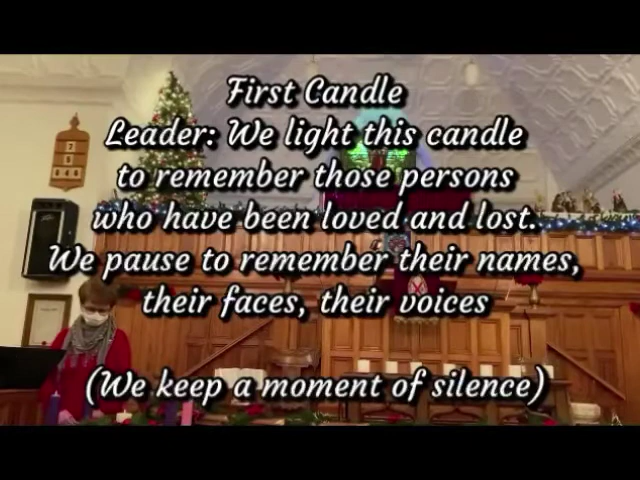 First Candle
Leader: We light this candle
to remember those persons
who have been loved and lost.
We pause to remember their names,
their faces, their voices
(We keep a moment of silence)